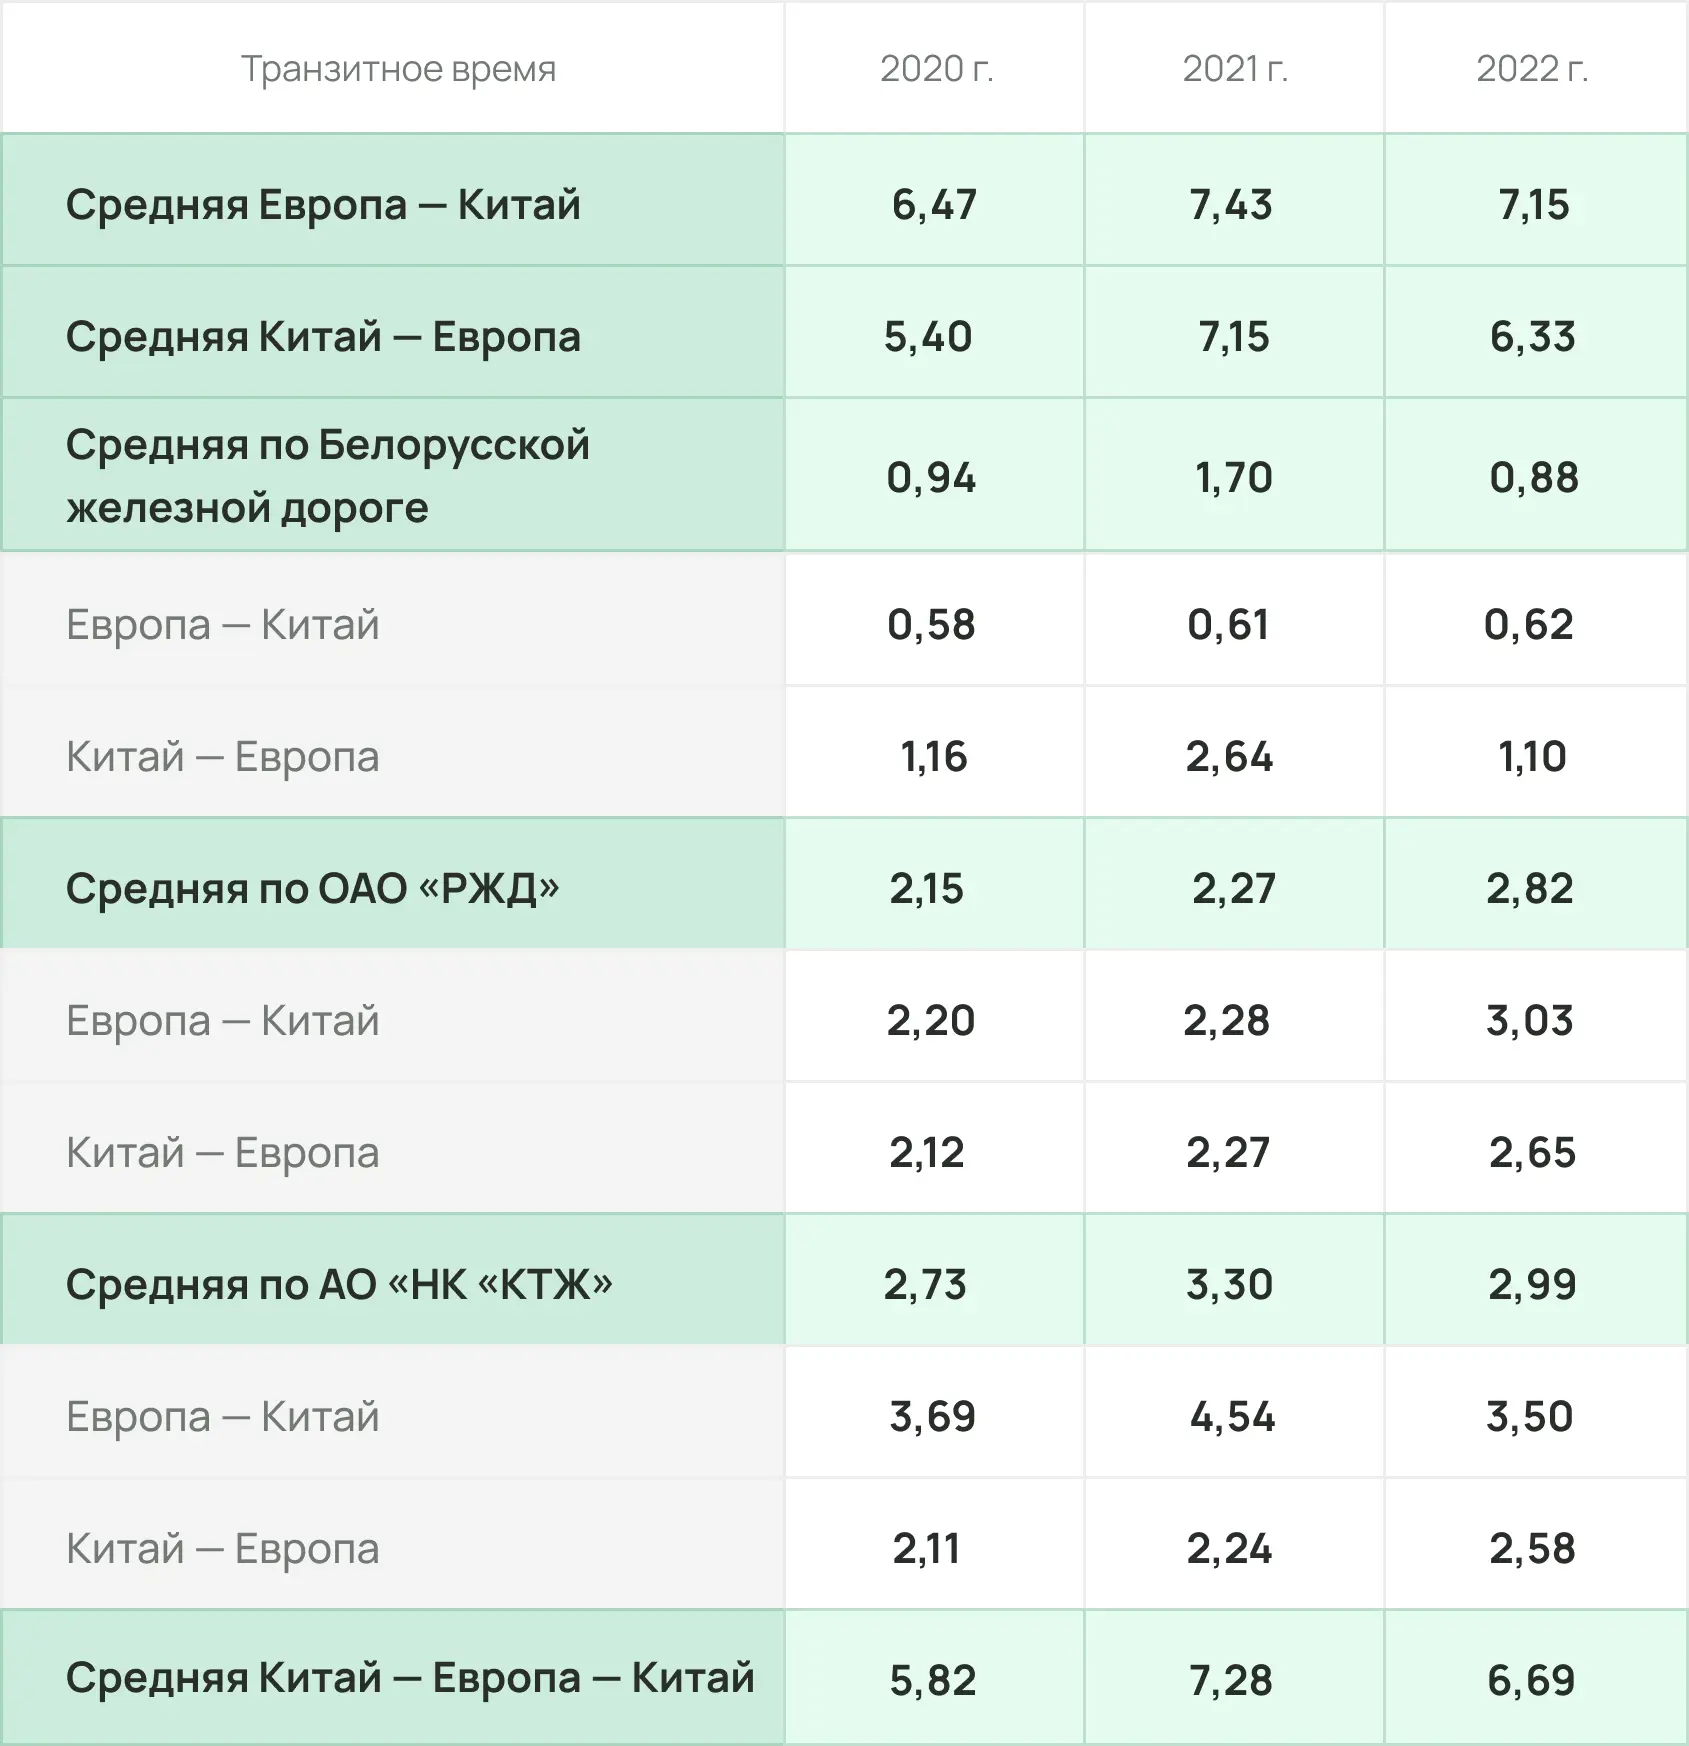 Транзитное время 2020 г. 2021 г. 2022 г.
Средняя Европа — Китай 6,47 7,43 7,15
Средняя Китай — Европа 5,40 7,15 6,33
Средняя по Белорусской
железной дороге 0,94 1,70 0,88
Европа — Китай 0,58 0,61 0,62
Китай — Европа 1,16 2,64 1,10
Средняя по ОАО «РЖД» 2,15 2,27 2,82
Европа — Китай 2,20 2,28 3,03
Китай — Европа 2,12 2,27 2,65
Средняя по АО «НК «КТЖ» 2,73 3,30 2,99
Европа — Китай 3,69 4,54 3,50
Китай — Европа 2,11 2,24 2,58
Средняя Китай — Европа — Китай 5,82 7,28 6,69